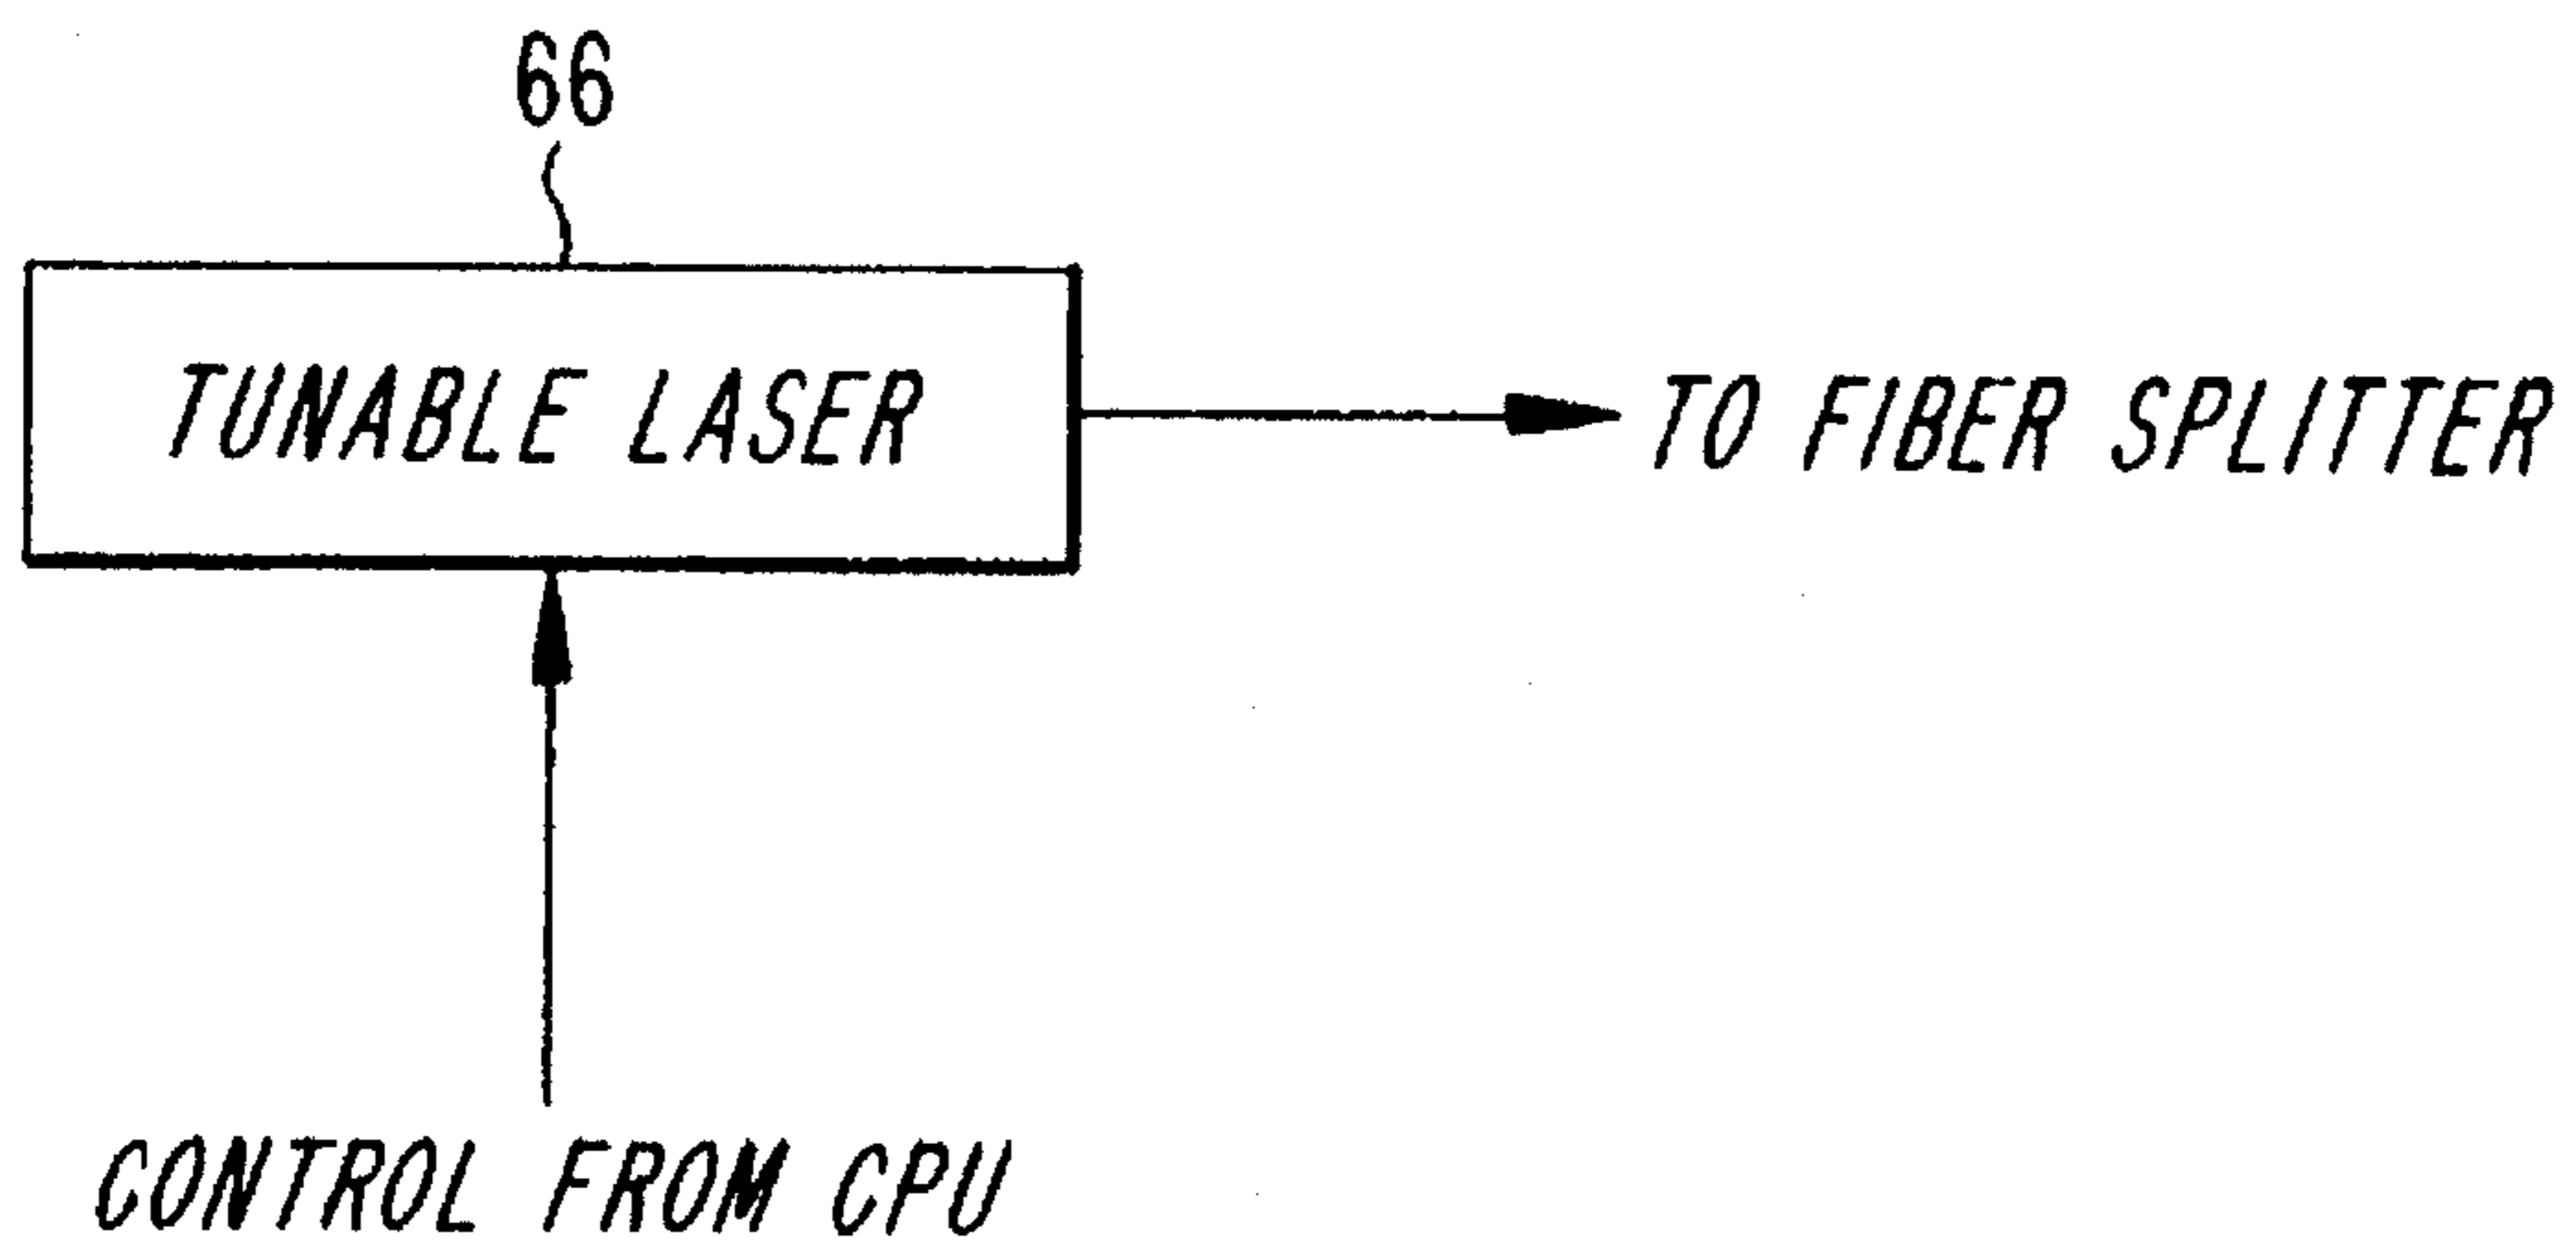 66
TUNABLE LASER
TO FIBER SPLITTER
CONTROL FROM CPU